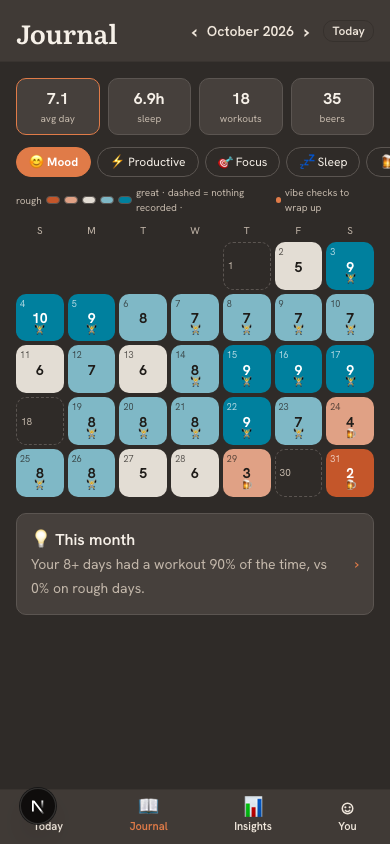 Journal
‹ October 2026 › Today
7.1 6.9h 18 35
avg day sleep workouts beers
😊 Mood ⚡ Productive 🎯 Focus 💤 Sleep
rough great · dashed = nothing recorded · vibe checks to wrap up
S M T W T F S
1 2 5 3 9
4 10 5 9 6 8 7 7 8 7 9 7 10 7
11 6 12 7 13 6 14 8 15 9 16 9 17 9
18 19 8 20 8 21 8 22 9 23 7 24 4
25 8 26 8 27 5 28 6 29 3 30 31 2
💡 This month
Your 8+ days had a workout 90% of the time, vs ›
0% on rough days.
N
Today Journal Insights You